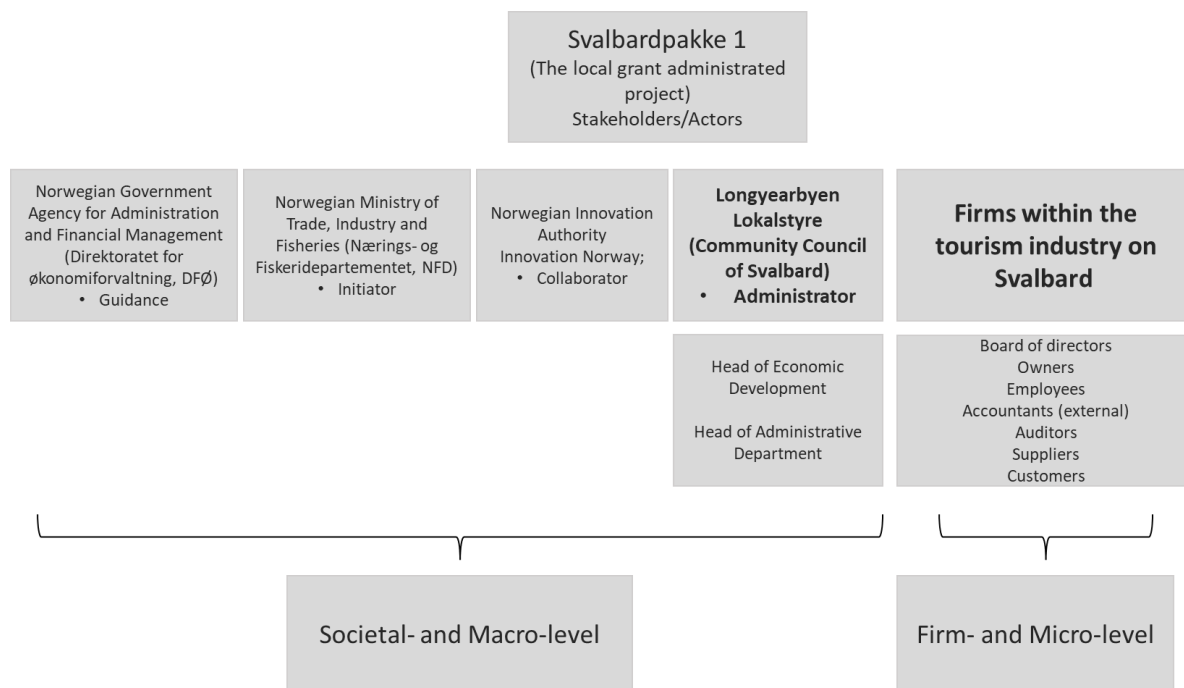 Svalbardpakke 1
(The local grant administrated
project)
Stakeholders/Actors
Norwegian Government
Agency for Administration
and Financial Management
(Direktoratet for
økonomiforvaltning, DFØ)
• Guidance
Norwegian Ministry of
Trade, Industry and
Fisheries (Nærings- og
Fiskeridepartementet, NFD)
• Initiator
Norwegian Innovation
Authority
Innovation Norway;
• Collaborator
Longyearbyen
Lokalstyre
(Community Council
of Svalbard)
• Administrator
Firms within the
tourism industry on
Svalbard
Head of Economic
Development
Head of Administrative
Department
Board of directors
Owners
Employees
Accountants (external)
Auditors
Suppliers
Customers
Societal- and Macro-level
Firm- and Micro-level